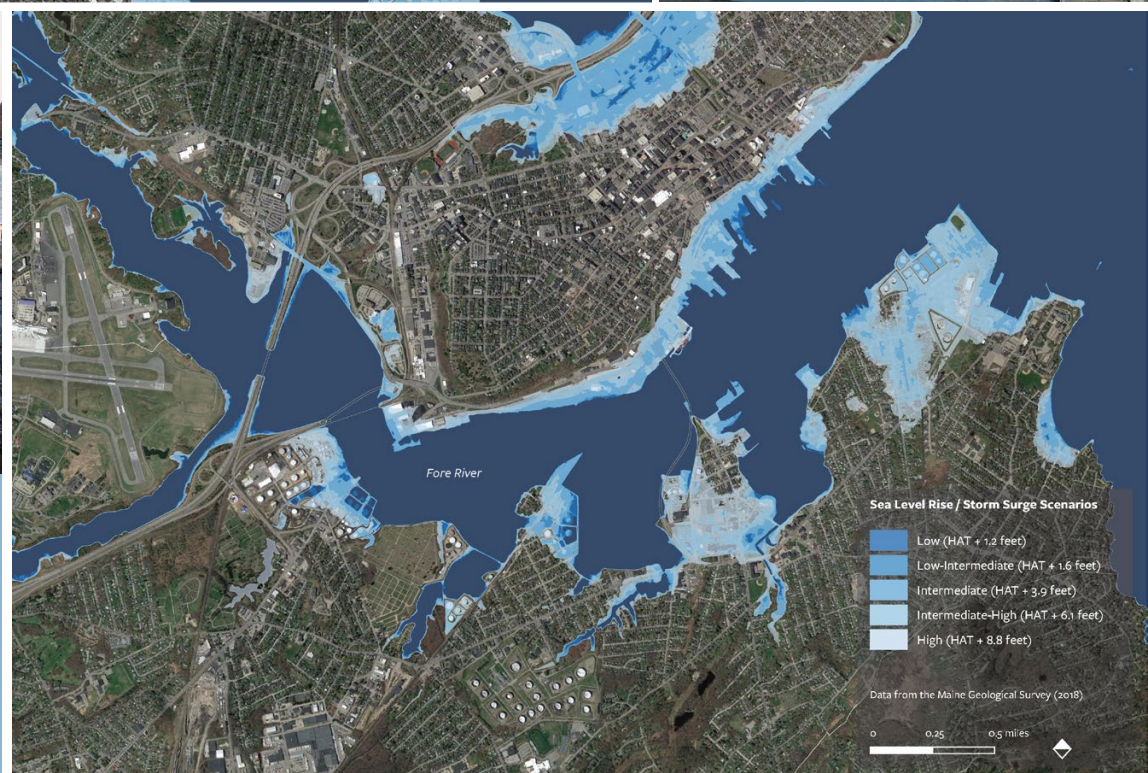 Fore River
Sea Level Rise / Storm Surge Scenarios
Low (HAT + 1.2 feet)
Low-Intermediate (HAT + 1.6 feet)
Intermediate (HAT + 3.9 feet)
Intermediate-High (HAT + 6.1 feet)
High (HAT + 8.8 feet)
Data from the Maine Geological Survey (2018)
0 0.25 0.5 miles